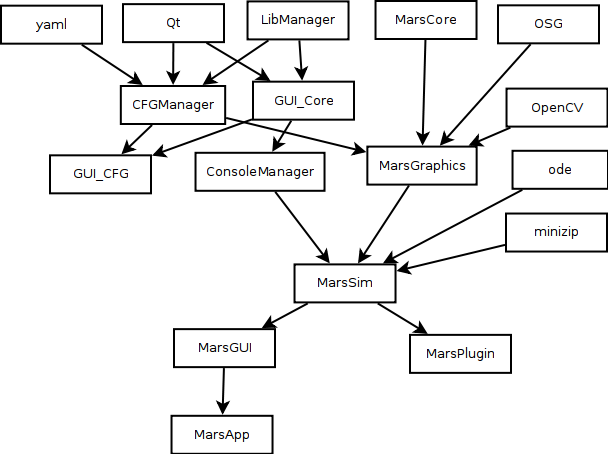 yaml
Qt
LibManager
MarsCore
OSG
CFGManager
GUI_Core
OpenCV
GUI_CFG
ConsoleManager
MarsGraphics
ode
minizip
MarsSim
MarsGUI
MarsPlugin
MarsApp